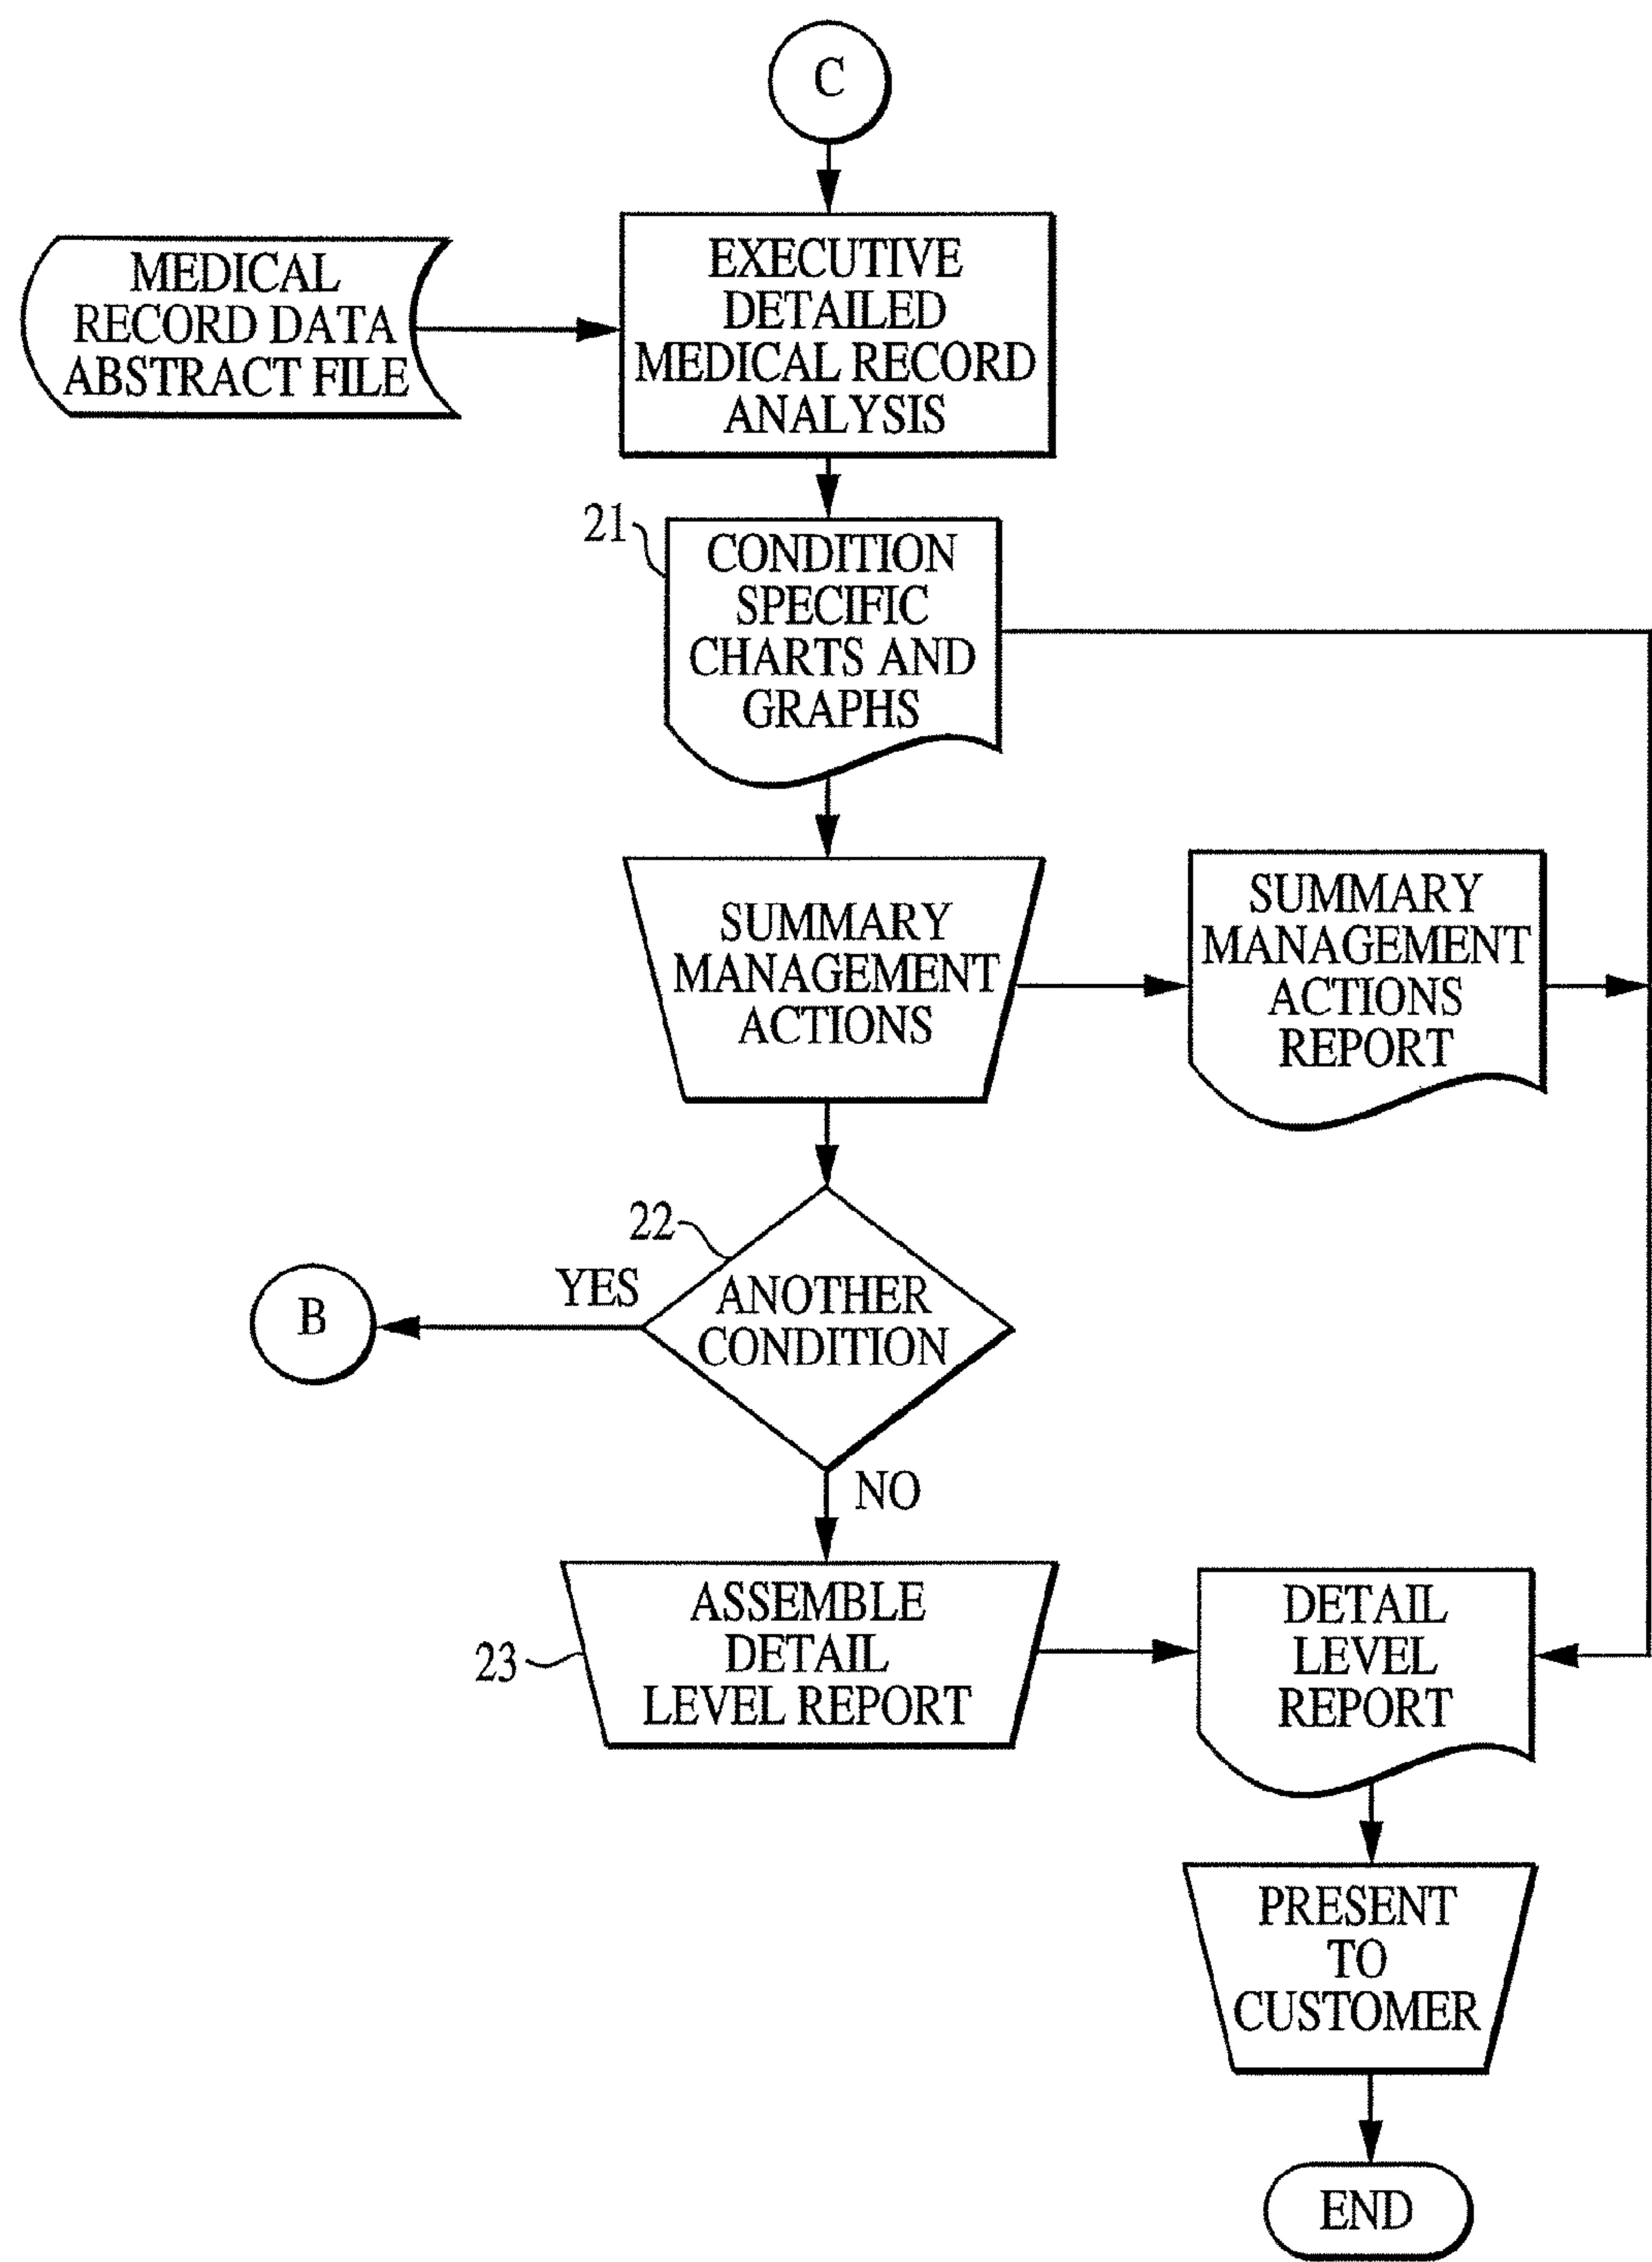 C
MEDICAL
RECORD DATA
ABSTRACT FILE
EXECUTIVE
DETAILED
MEDICAL RECORD
ANALYSIS
21
CONDITION
SPECIFIC
CHARTS AND
GRAPHS
SUMMARY
MANAGEMENT
ACTIONS
SUMMARY
MANAGEMENT
ACTIONS
REPORT
22
YES
B
ANOTHER
CONDITION
NO
23
ASSEMBLE
DETAIL
LEVEL REPORT
DETAIL
LEVEL
REPORT
PRESENT
TO
CUSTOMER
END